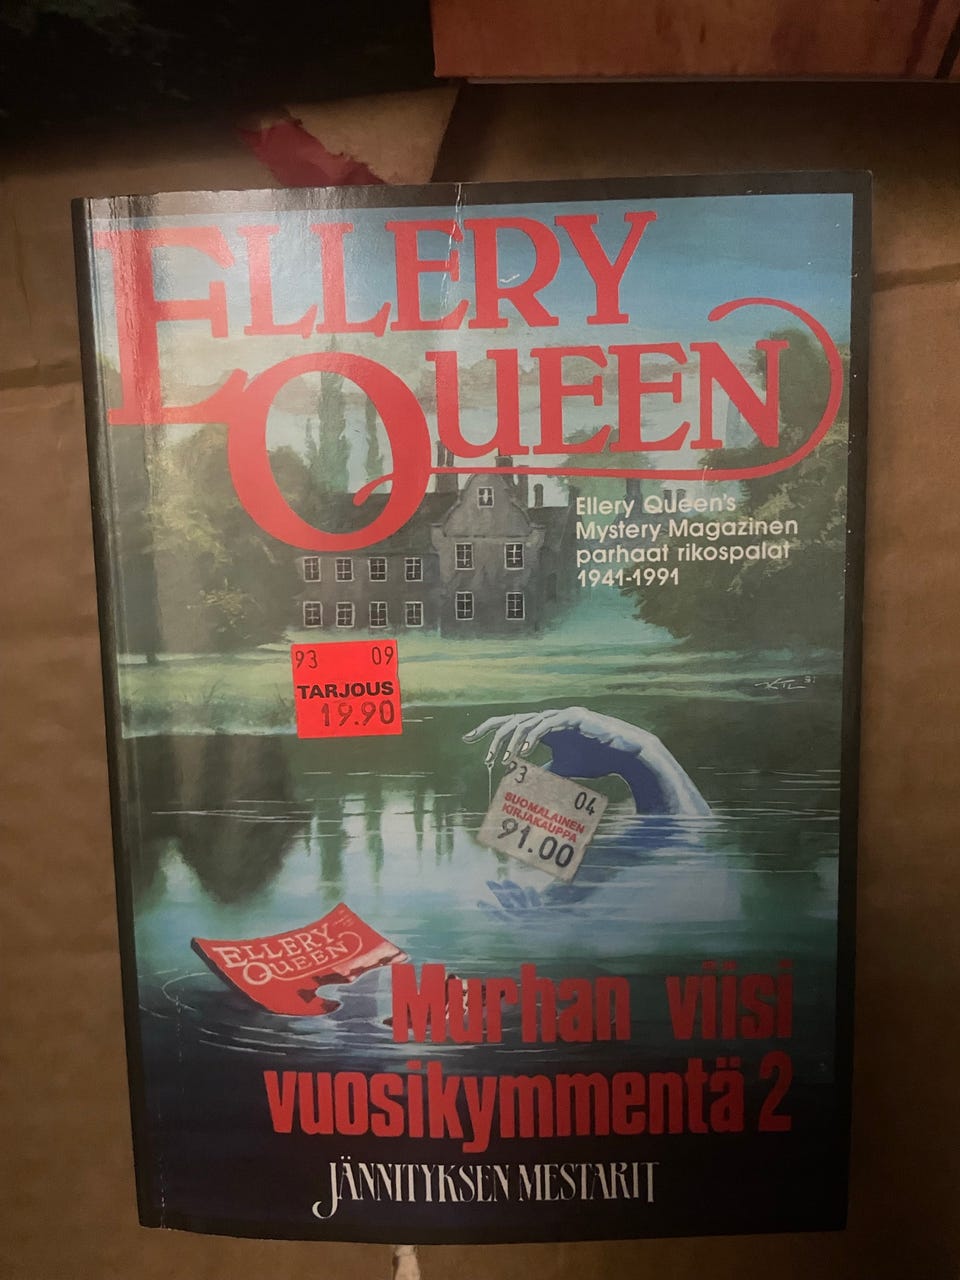 ELLERY
QUEEN
Ellery Queen's
Mystery Magazinen
parhaat rikospalat
1941-1991
93 09
TARJOUS
19.90
93 04
SUOMALAINEN
KIRJAKAUPPA
91.00
ELLERY
QUEEN
Murhan viisi
vuosikymmentä 2
JÄNNITYKSEN MESTARIT